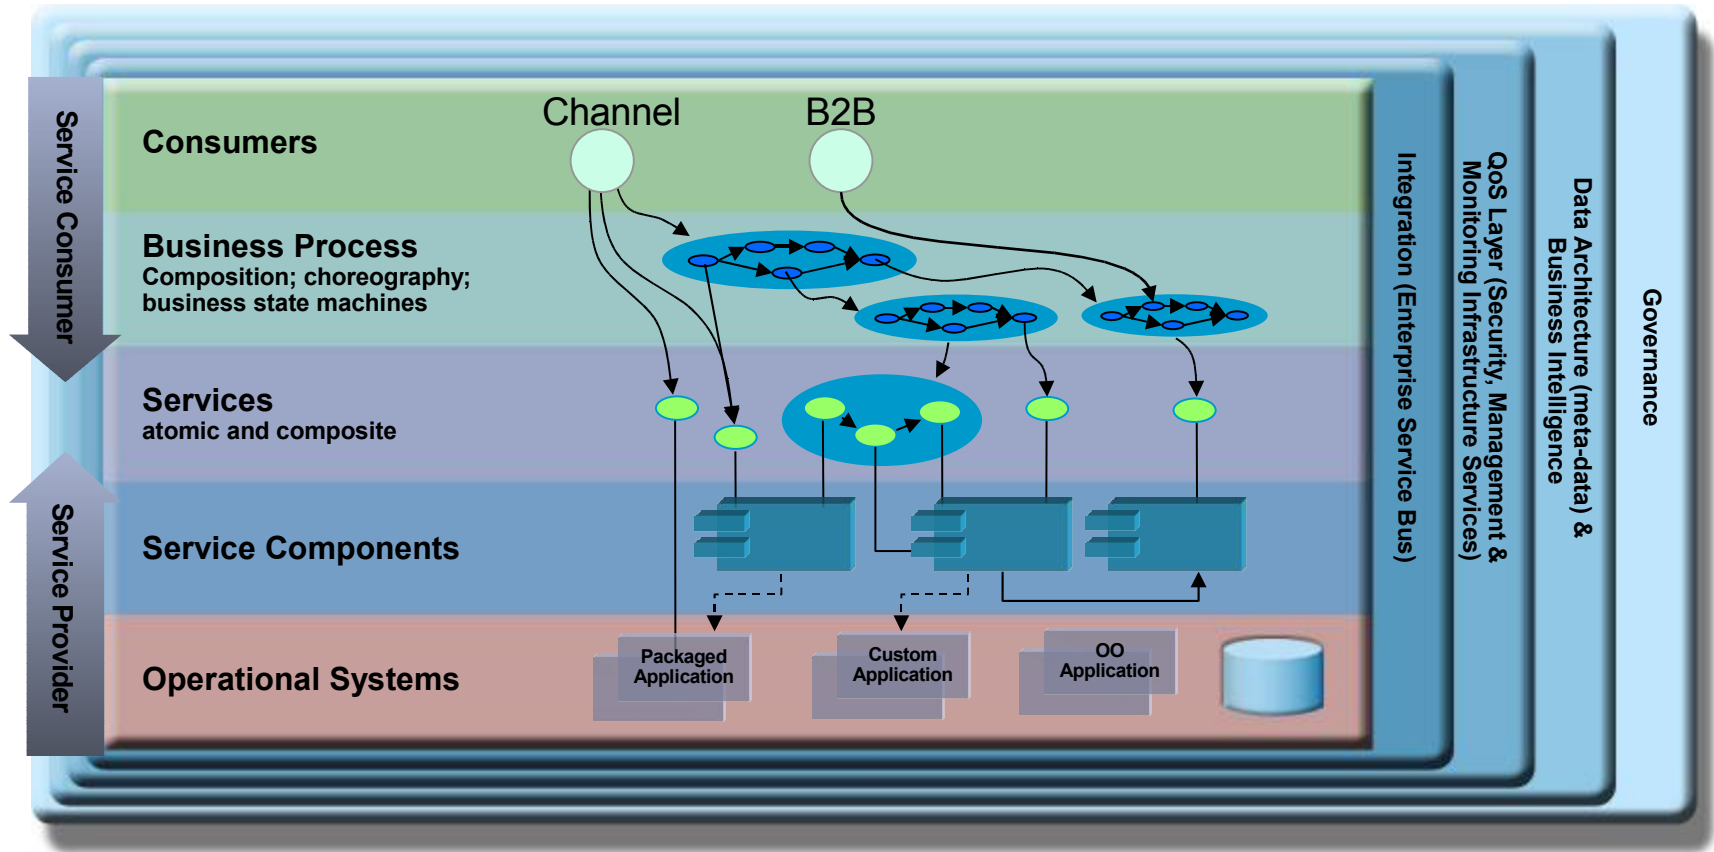 Channel
B2B
Consumers
Business Process
Composition; choreography;
business state machines
Services
atomic and composite
Service Components
Operational Systems
Packaged
Application
Custom
Application
OO
Application
Service Consumer
Service Provider
Integration (Enterprise Service Bus)
QoS Layer (Security, Management &
Monitoring Infrastructure Services)
Data Architecture (meta-data) &
Business Intelligence
Governance